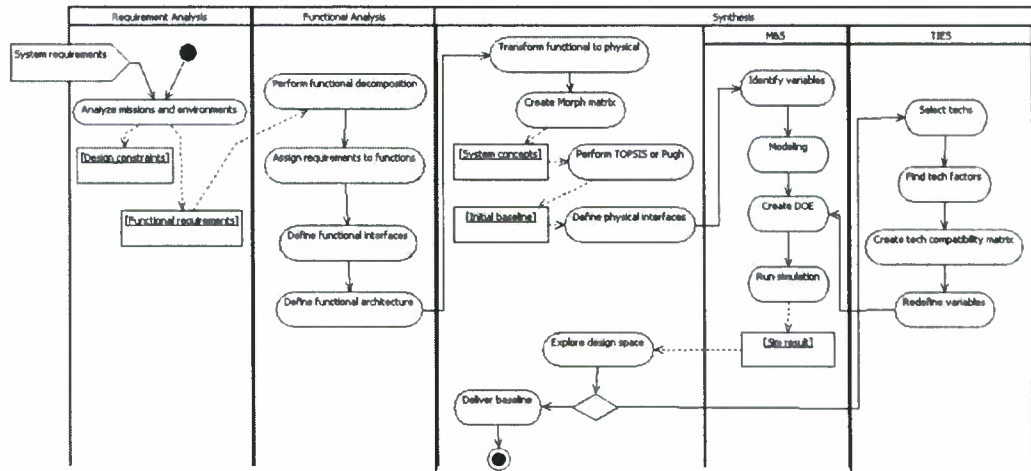 Requirement Analysis
Functional Analysis
Synthesis
M&S
TIES
System requirements
Analyze missions and environments
[Design constraints]
[Functional requirements]
Perform functional decomposition
Assign requirements to functions
Define functional interfaces
Define functional architecture
Transform functional to physical
Create Morph matrix
[System concepts]
Perform TOPSIS or Pugh
[Initial baseline]
Define physical interfaces
Identify variables
Modeling
Create DOE
Run simulation
[Sim result]
Explore design space
Deliver baseline
Select techs
Find tech factors
Create tech compatibility matrix
Redefine variables